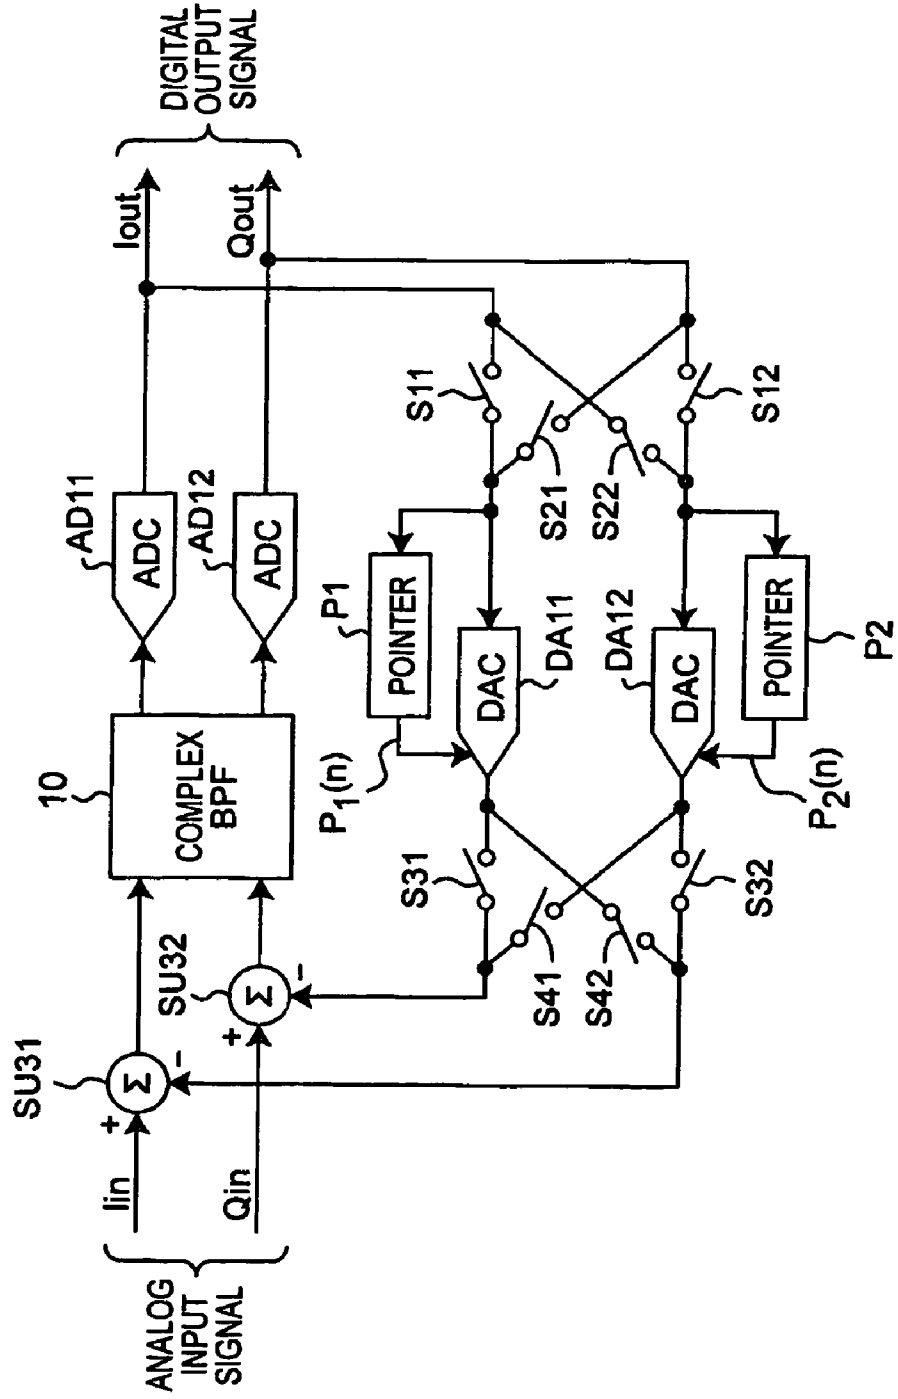 ANALOG
INPUT
SIGNAL
Iin
Qin
SU31
+
Σ
−
SU32
+
Σ
−
10
COMPLEX
BPF
AD11
ADC
AD12
ADC
Iout
Qout
DIGITAL
OUTPUT
SIGNAL
P1
POINTER
P1(n)
S31
DAC
DA11
S11
S41
S42
S21
S22
DA12
DAC
S32
S12
POINTER
P2
P2(n)